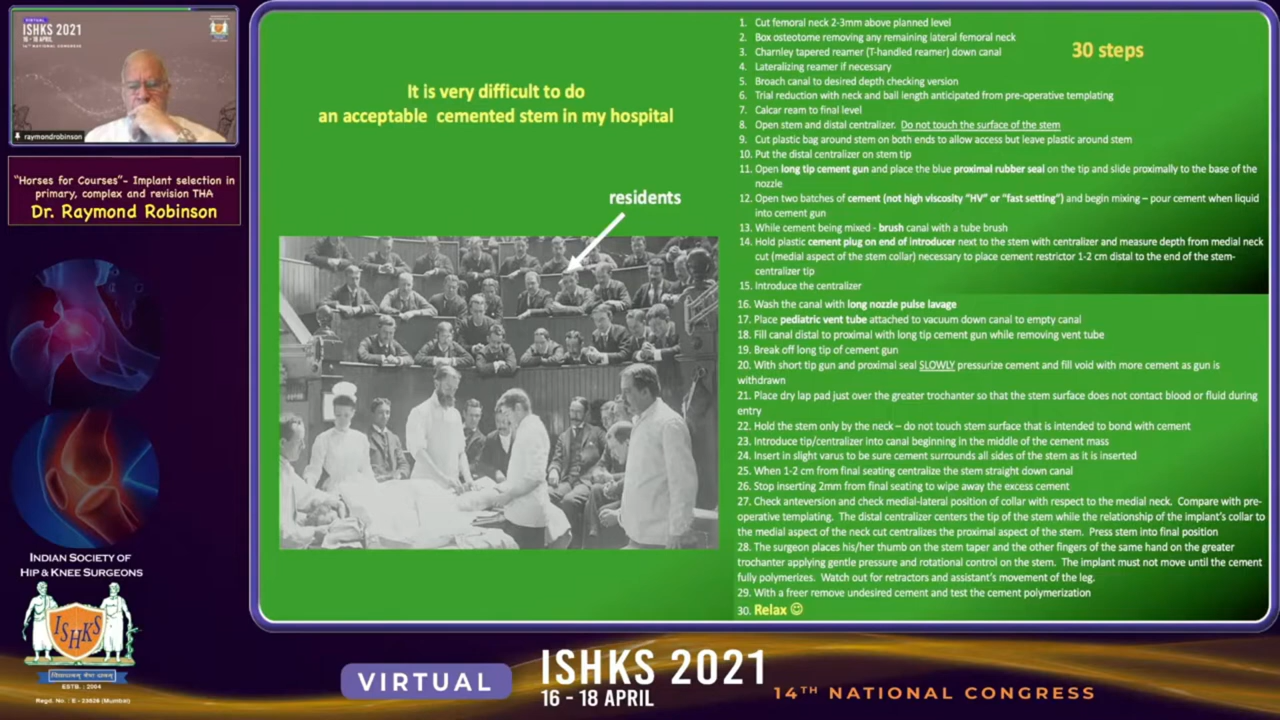 VIRTUAL
ISHKS 2021
16 - 18 APRIL
14TH NATIONAL CONGRESS
raymondrobinson
"Horses for Courses"- Implant selection in
primary, complex and revision THA
Dr. Raymond Robinson
INDIAN SOCIETY OF
HIP & KNEE SURGEONS
ISHKS
ESTB. : 2004
Regd. No. : E - 23628 (Mumbai)
It is very difficult to do
an acceptable cemented stem in my hospital
residents
30 steps
1. Cut femoral neck 2-3mm above planned level
2. Box osteotome removing any remaining lateral femoral neck
3. Charnley tapered reamer (T-handled reamer) down canal
4. Lateralizing reamer if necessary
5. Broach canal to desired depth checking version
6. Trial reduction with neck and ball length anticipated from pre-operative templating
7. Calcar ream to final level
8. Open stem and distal centralizer. Do not touch the surface of the stem
9. Cut plastic bag around stem on both ends to allow access but leave plastic around stem
10. Put the distal centralizer on stem tip
11. Open long tip cement gun and place the blue proximal rubber seal on the tip and slide proximally to the base of the
nozzle
12. Open two batches of cement (not high viscosity "HV" or "fast setting") and begin mixing – pour cement when liquid
into cement gun
13. While cement being mixed - brush canal with a tube brush
14. Hold plastic cement plug on end of introducer next to the stem with centralizer and measure depth from medial neck
cut (medial aspect of the stem collar) necessary to place cement restrictor 1-2 cm distal to the end of the stem-
centralizer tip
15. Introduce the centralizer
16. Wash the canal with long nozzle pulse lavage
17. Place pediatric vent tube attached to vacuum down canal to empty canal
18. Fill canal distal to proximal with long tip cement gun while removing vent tube
19. Break off long tip of cement gun
20. With short tip gun and proximal seal SLOWLY pressurize cement and fill void with more cement as gun is
withdrawn
21. Place dry lap pad just over the greater trochanter so that the stem surface does not contact blood or fluid during
entry
22. Hold the stem only by the neck – do not touch stem surface that is intended to bond with cement
23. Introduce tip/centralizer into canal beginning in the middle of the cement mass
24. Insert in slight varus to be sure cement surrounds all sides of the stem as it is inserted
25. When 1-2 cm from final seating centralize the stem straight down canal
26. Stop inserting 2mm from final seating to wipe away the excess cement
27. Check anteversion and check medial-lateral position of collar with respect to the medial neck. Compare with pre-
operative templating. The distal centralizer centers the tip of the stem while the relationship of the implant's collar to
the medial aspect of the neck cut centralizes the proximal aspect of the stem. Press stem into final position
28. The surgeon places his/her thumb on the stem taper and the other fingers of the same hand on the greater
trochanter applying gentle pressure and rotational control on the stem. The implant must not move until the cement
fully polymerizes. Watch out for retractors and assistant's movement of the leg.
29. With a freer remove undesired cement and test the cement polymerization
30. Relax ☺
VIRTUAL
ISHKS 2021
16 - 18 APRIL
14TH NATIONAL CONGRESS